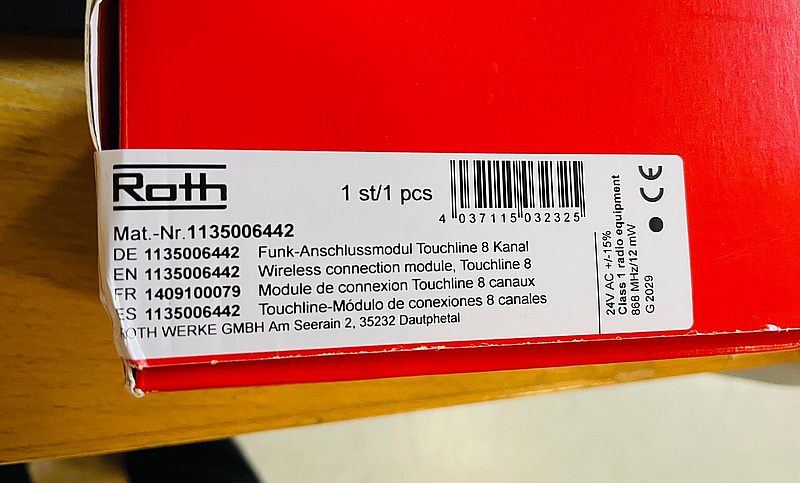 Roth
1 st/1 pcs
4 037115 032325
Mat.-Nr.1135006442
DE 1135006442 Funk-Anschlussmodul Touchline 8 Kanal
EN 1135006442 Wireless connection module, Touchline 8
FR 1409100079 Module de connexion Touchline 8 canaux
ES 1135006442 Touchline-Módulo de conexiones 8 canales
ROTH WERKE GMBH Am Seerain 2, 35232 Dautphetal
24V AC +/-15%
Class 1 radio equipment
868 MHz/12 mW
G 2029
CE